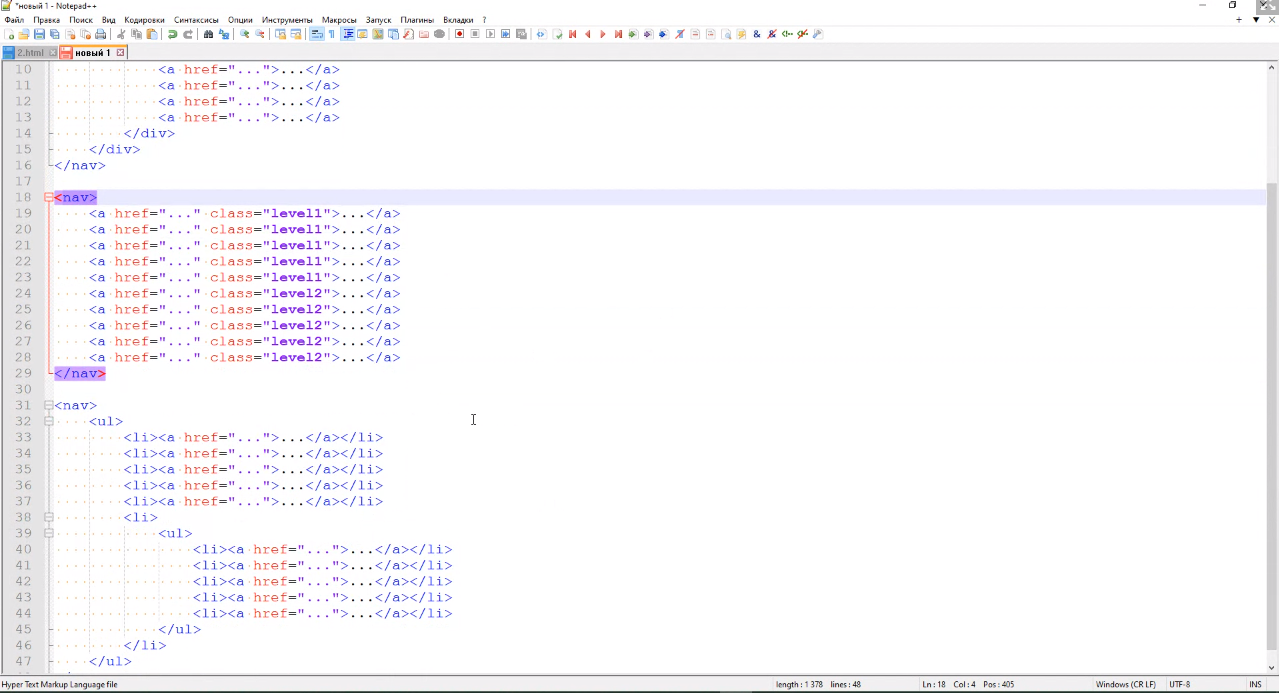 *новый 1 - Notepad++
Файл Правка Поиск Вид Кодировки Синтаксисы Опции Инструменты Макросы Запуск Плагины Вкладки ?
2.html новый 1
10 <a href="...">...</a>
11 <a href="...">...</a>
12 <a href="...">...</a>
13 <a href="...">...</a>
14 </div>
15 </div>
16 </nav>
17
18 <nav>
19 <a href="..." class="level1">...</a>
20 <a href="..." class="level1">...</a>
21 <a href="..." class="level1">...</a>
22 <a href="..." class="level1">...</a>
23 <a href="..." class="level1">...</a>
24 <a href="..." class="level2">...</a>
25 <a href="..." class="level2">...</a>
26 <a href="..." class="level2">...</a>
27 <a href="..." class="level2">...</a>
28 <a href="..." class="level2">...</a>
29 </nav>
30
31 <nav>
32 <ul>
33 <li><a href="...">...</a></li>
34 <li><a href="...">...</a></li>
35 <li><a href="...">...</a></li>
36 <li><a href="...">...</a></li>
37 <li><a href="...">...</a></li>
38 <li>
39 <ul>
40 <li><a href="...">...</a></li>
41 <li><a href="...">...</a></li>
42 <li><a href="...">...</a></li>
43 <li><a href="...">...</a></li>
44 <li><a href="...">...</a></li>
45 </ul>
46 </li>
47 </ul>
Hyper Text Markup Language file length : 1 378 lines : 48 Ln : 18 Col : 4 Pos : 405 Windows (CR LF) UTF-8 INS